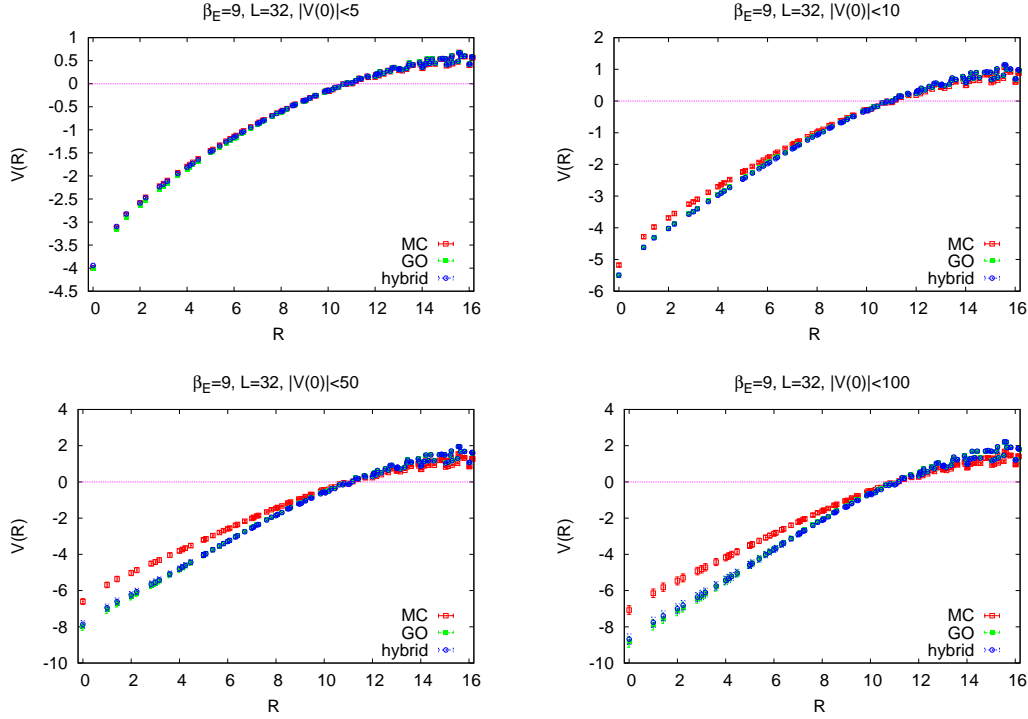 β_E=9, L=32, |V(0)|<5
1
0.5
0
-0.5
-1
-1.5
-2
-2.5
-3
-3.5
-4
-4.5
V(R)
MC
GO
hybrid
0 2 4 6 8 10 12 14 16
R
β_E=9, L=32, |V(0)|<10
2
1
0
-1
-2
-3
-4
-5
-6
V(R)
MC
GO
hybrid
0 2 4 6 8 10 12 14 16
R
β_E=9, L=32, |V(0)|<50
4
2
0
-2
-4
-6
-8
-10
V(R)
MC
GO
hybrid
0 2 4 6 8 10 12 14 16
R
β_E=9, L=32, |V(0)|<100
4
2
0
-2
-4
-6
-8
-10
V(R)
MC
GO
hybrid
0 2 4 6 8 10 12 14 16
R